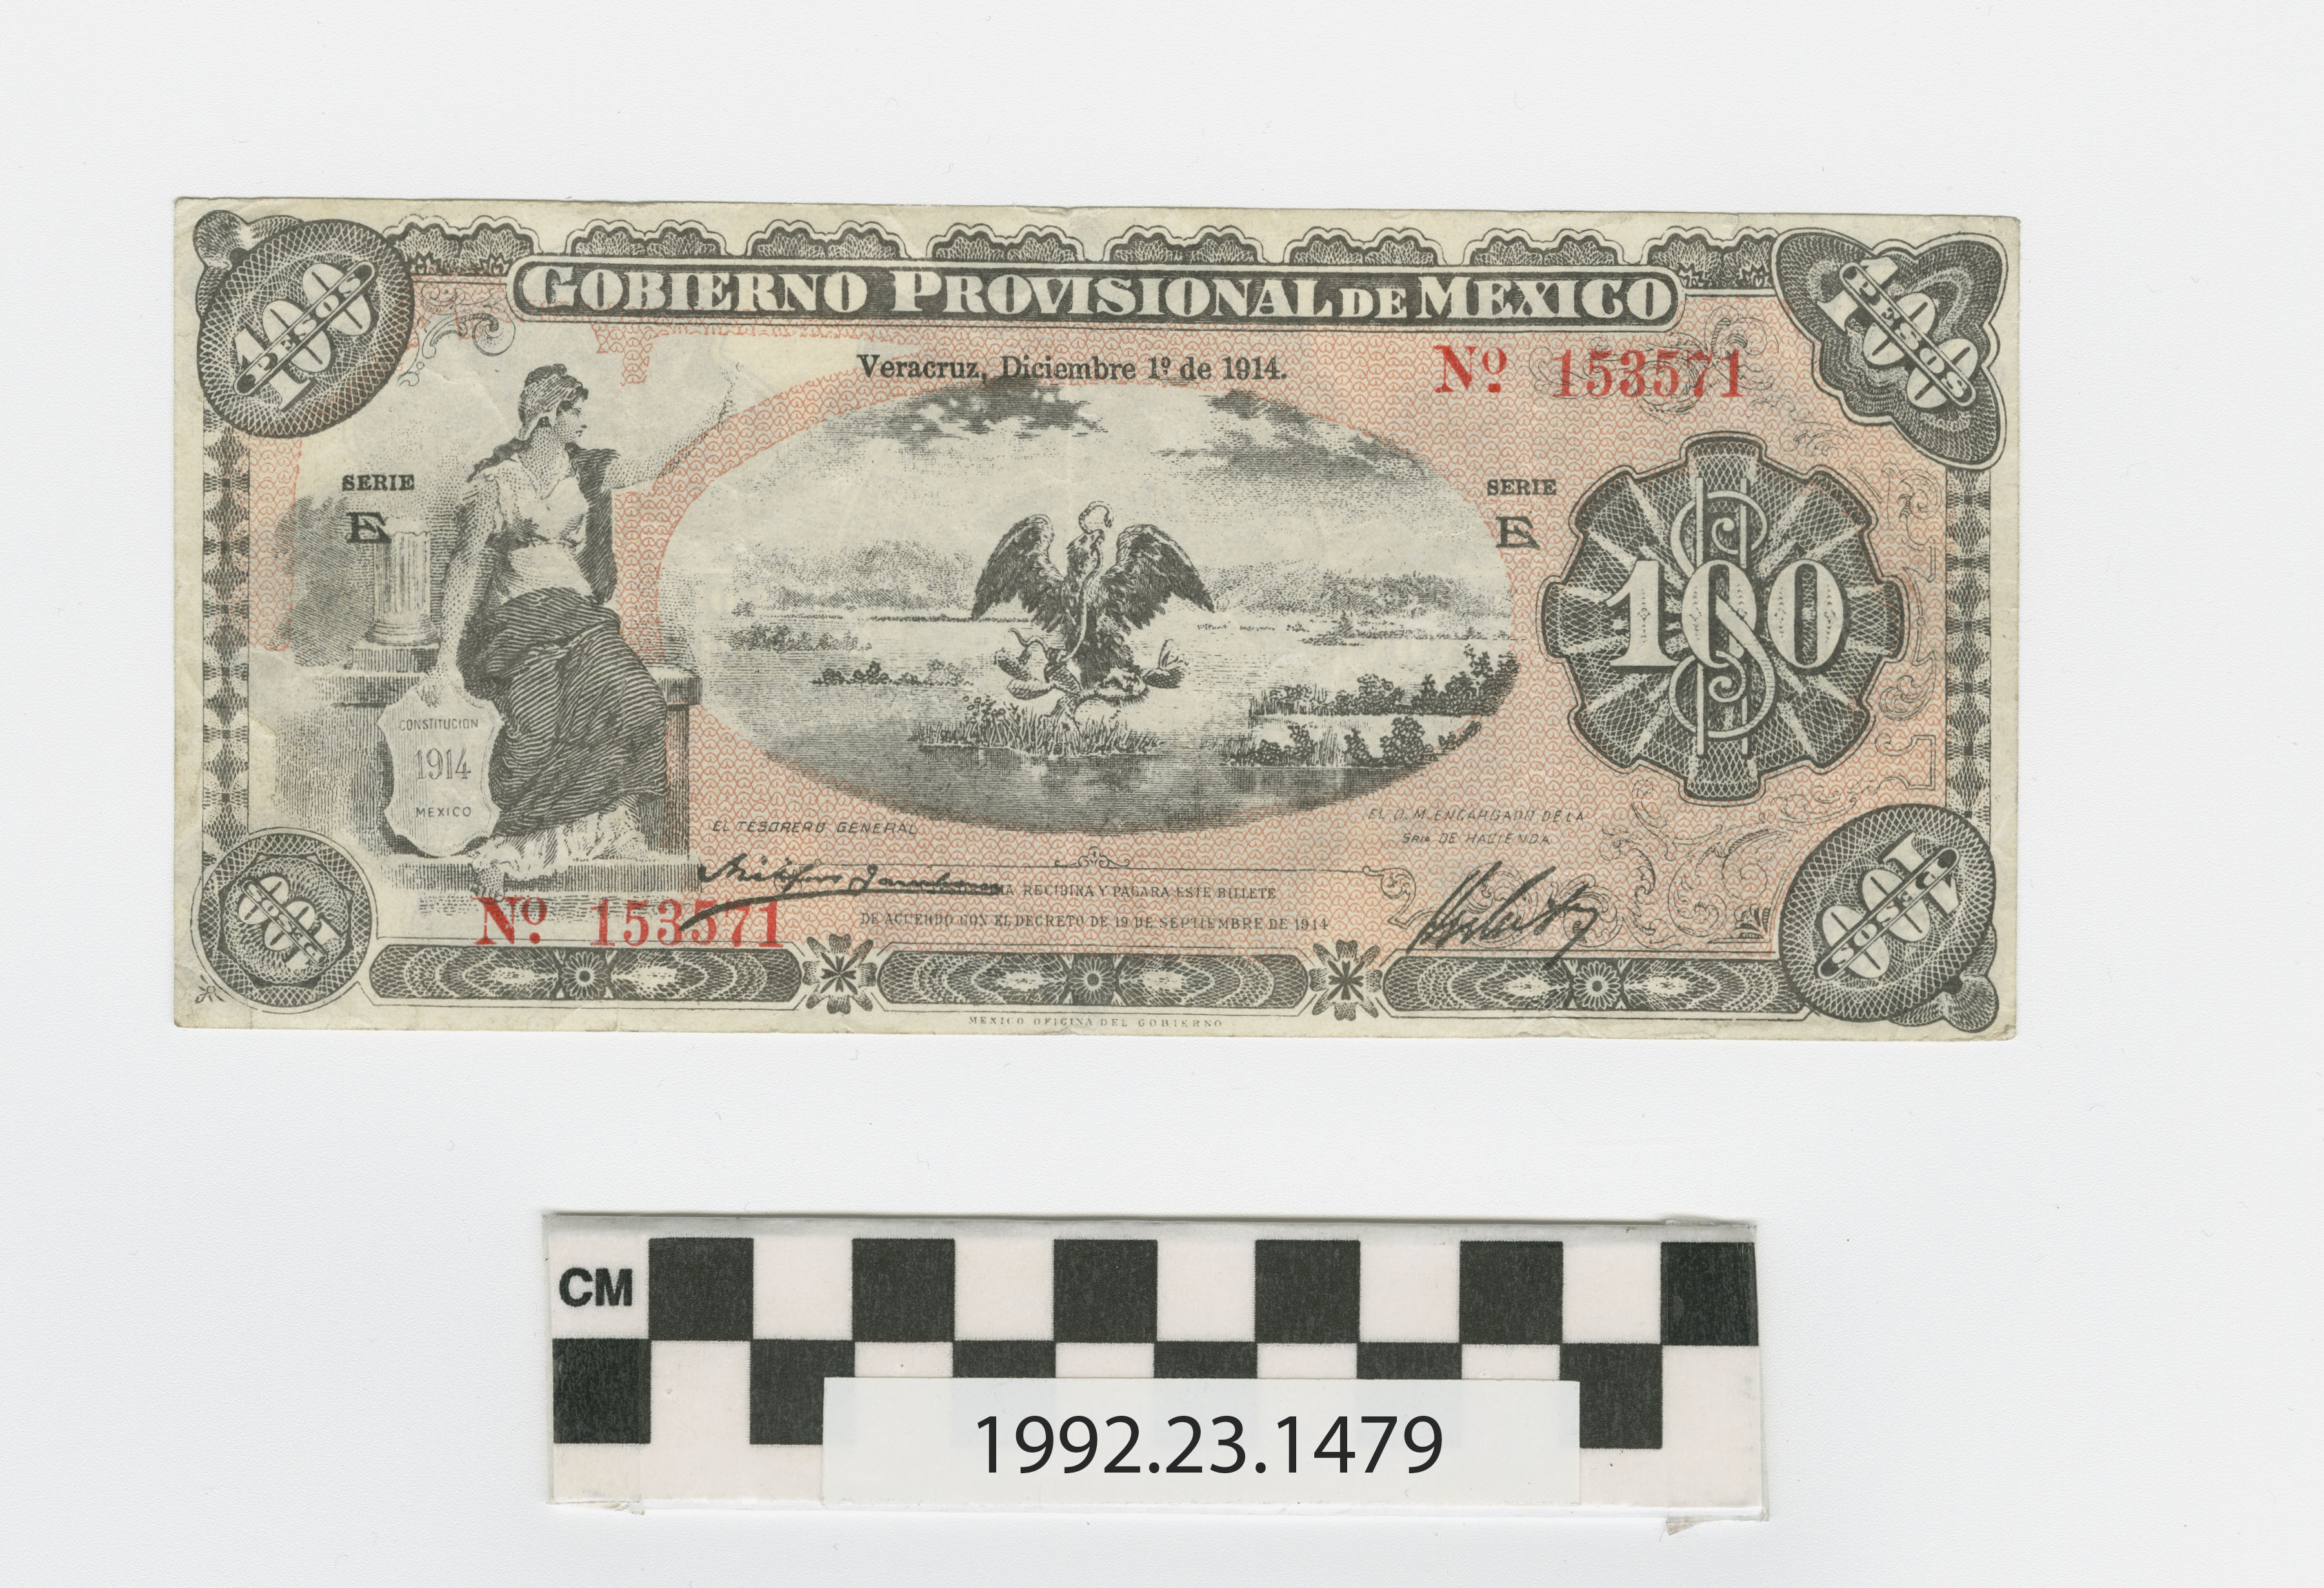 GOBIERNO PROVISIONAL DE MEXICO
100
PESOS
100
PESOS
Veracruz, Diciembre 1º de 1914.
Nº 153571
SERIE
E
SERIE
E
100
CONSTITUCION
1914
MEXICO
EL TESORERO GENERAL
EL O. M. ENCARGADO DE LA
SRIA DE HACIENDA
RECIBIRA Y PAGARA ESTE BILLETE
DE ACUERDO CON EL DECRETO DE 19 DE SEPTIEMBRE DE 1914
Nº 153571
100
PESOS
100
PESOS
MEXICO OFICINA DEL GOBIERNO
CM
1992.23.1479